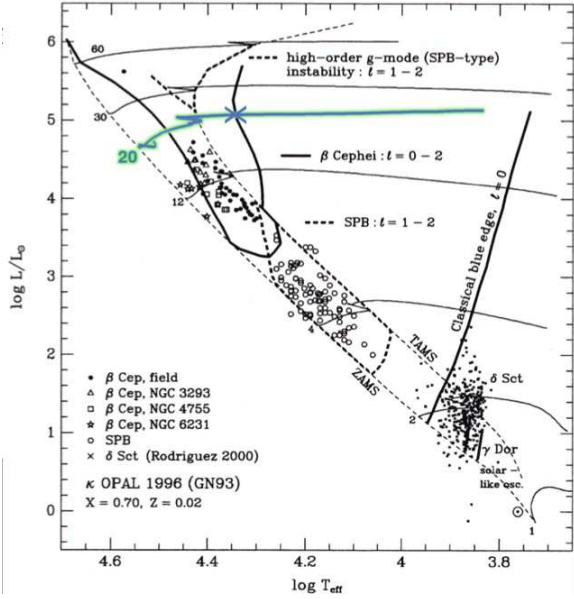 6
60
high-order g-mode (SPB-type)
instability : ℓ = 1 – 2
30
5
20
β Cephei : ℓ = 0 – 2
4
12
SPB : ℓ = 1 – 2
log L/L⊙
Classical blue edge, ℓ = 0
3
4
TAMS
ZAMS
2
• β Cep, field
δ Sct
△ β Cep, NGC 3293
□ β Cep, NGC 4755
2
☆ β Cep, NGC 6231
1
○ SPB
γ Dor
× δ Sct (Rodriguez 2000)
solar –
like osc.
κ OPAL 1996 (GN93)
X = 0.70, Z = 0.02
0
⊙
1
4.6
4.4
4.2
4
3.8
log Teff